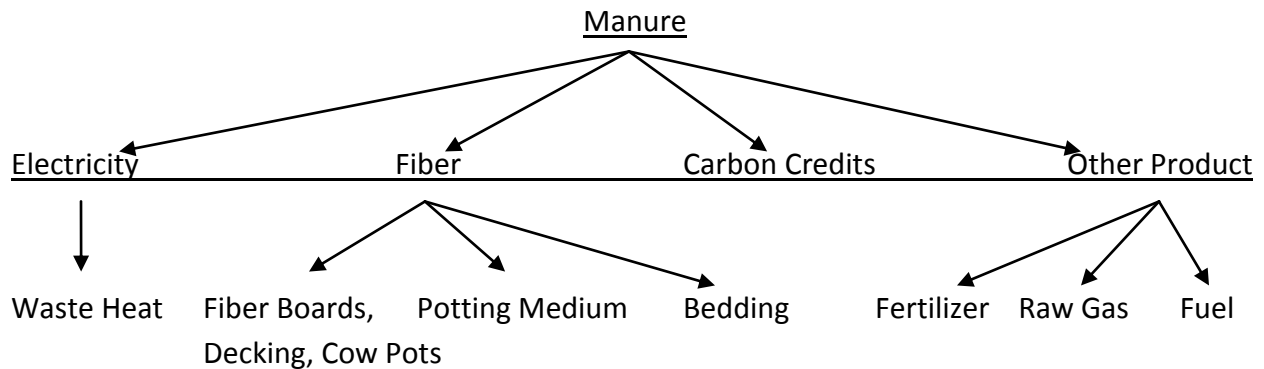 Manure
Electricity Fiber Carbon Credits Other Product
Waste Heat Fiber Boards, Potting Medium Bedding Fertilizer Raw Gas Fuel
Decking, Cow Pots